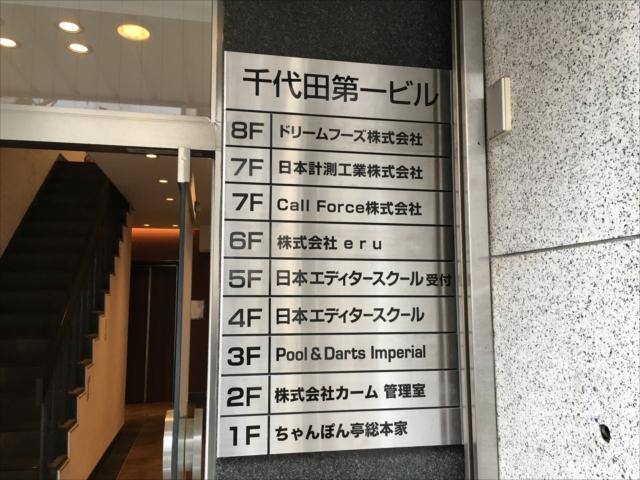 千代田第一ビル
8F ドリームフーズ株式会社
7F 日本計測工業株式会社
7F Call Force株式会社
6F 株式会社 eru
5F 日本エディタースクール 受付
4F 日本エディタースクール
3F Pool & Darts Imperial
2F 株式会社カーム 管理室
1F ちゃんぽん亭総本家